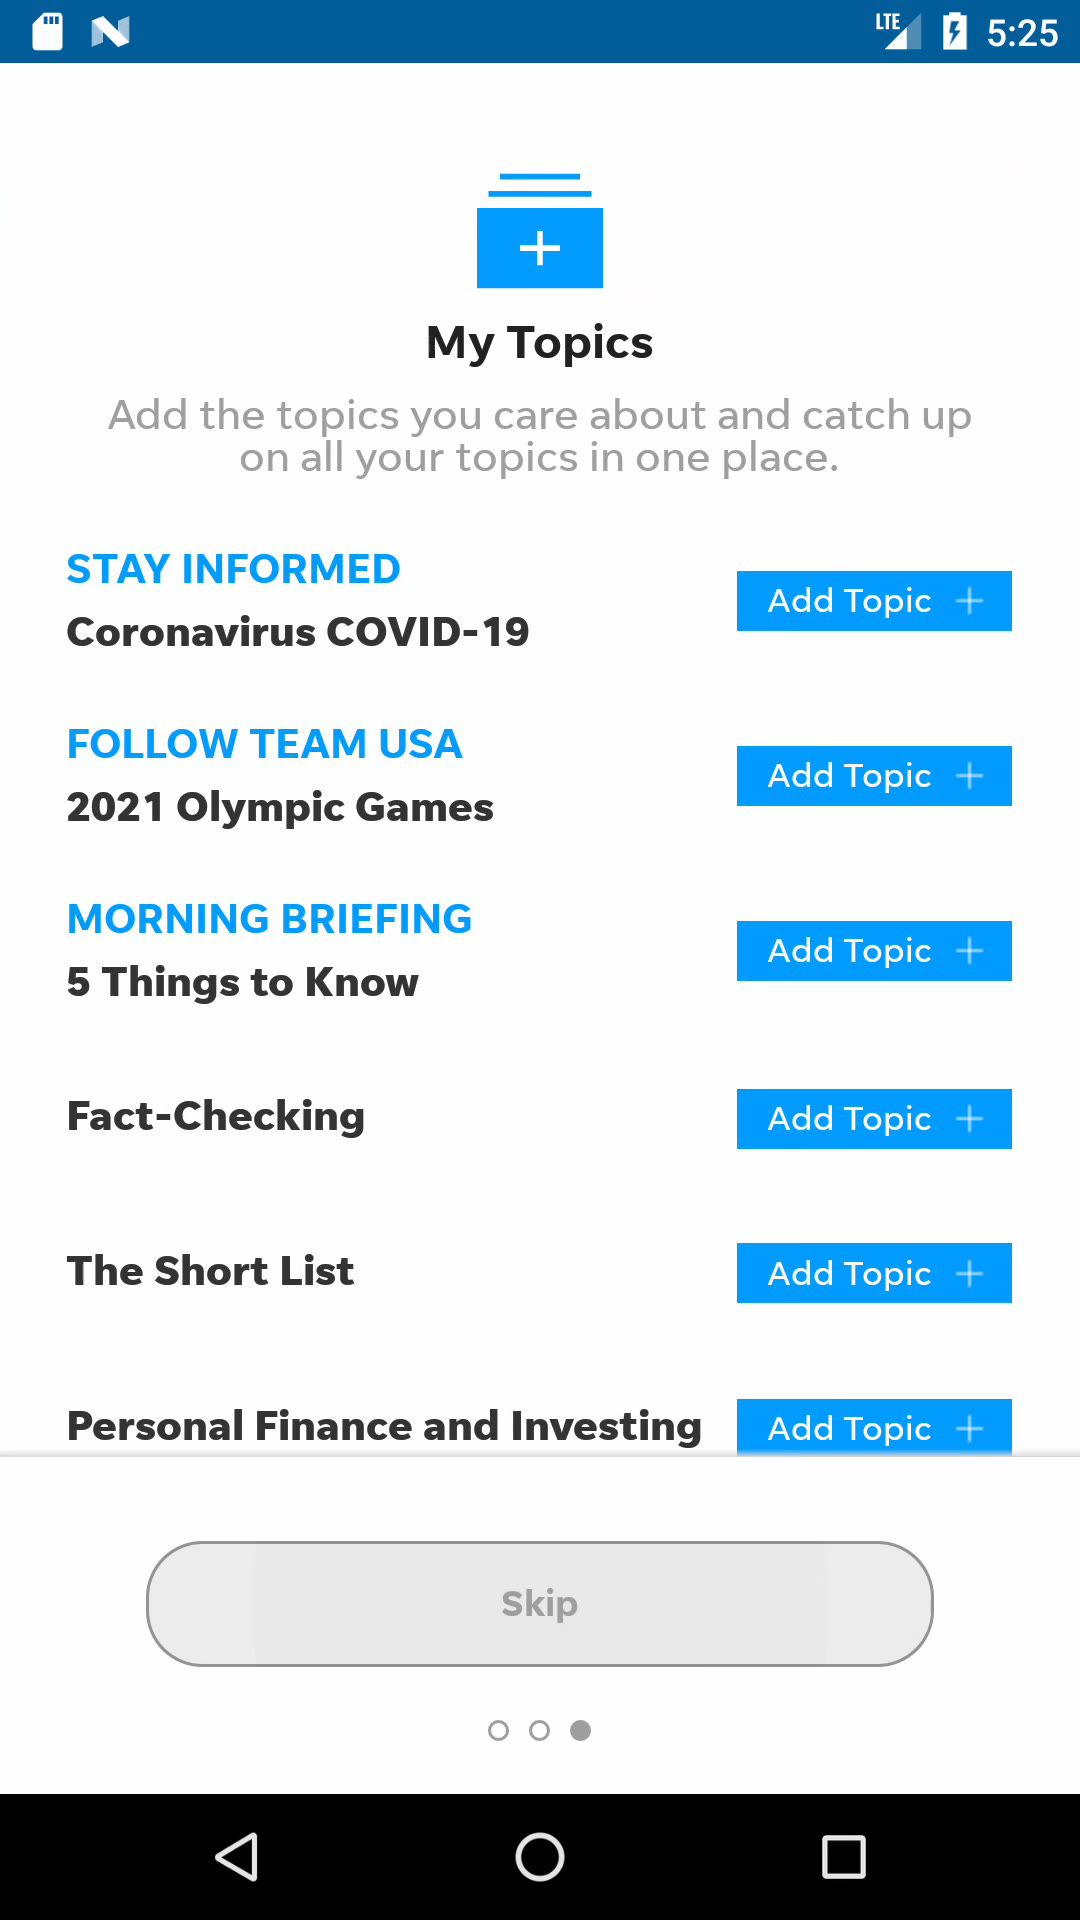 LTE 5:25
My Topics
Add the topics you care about and catch up
on all your topics in one place.
STAY INFORMED
Coronavirus COVID-19
Add Topic
FOLLOW TEAM USA
2021 Olympic Games
Add Topic
MORNING BRIEFING
5 Things to Know
Add Topic
Fact-Checking
Add Topic
The Short List
Add Topic
Personal Finance and Investing
Add Topic
Skip